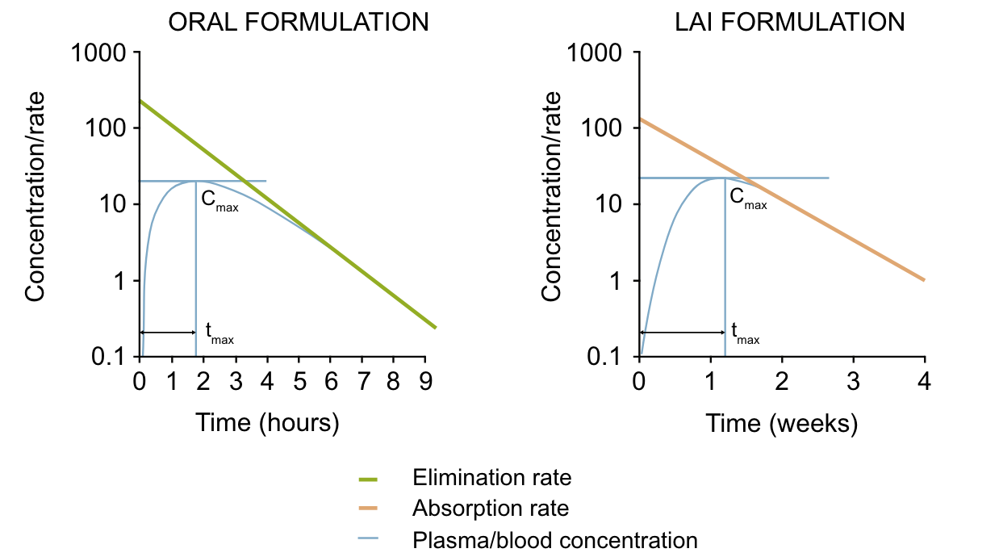 ORAL FORMULATION
Concentration/rate
1000
100
10
1
0.1
Cmax
tmax
0 1 2 3 4 5 6 7 8 9
Time (hours)
LAI FORMULATION
Concentration/rate
1000
100
10
1
0.1
Cmax
tmax
0 1 2 3 4
Time (weeks)
Elimination rate
Absorption rate
Plasma/blood concentration